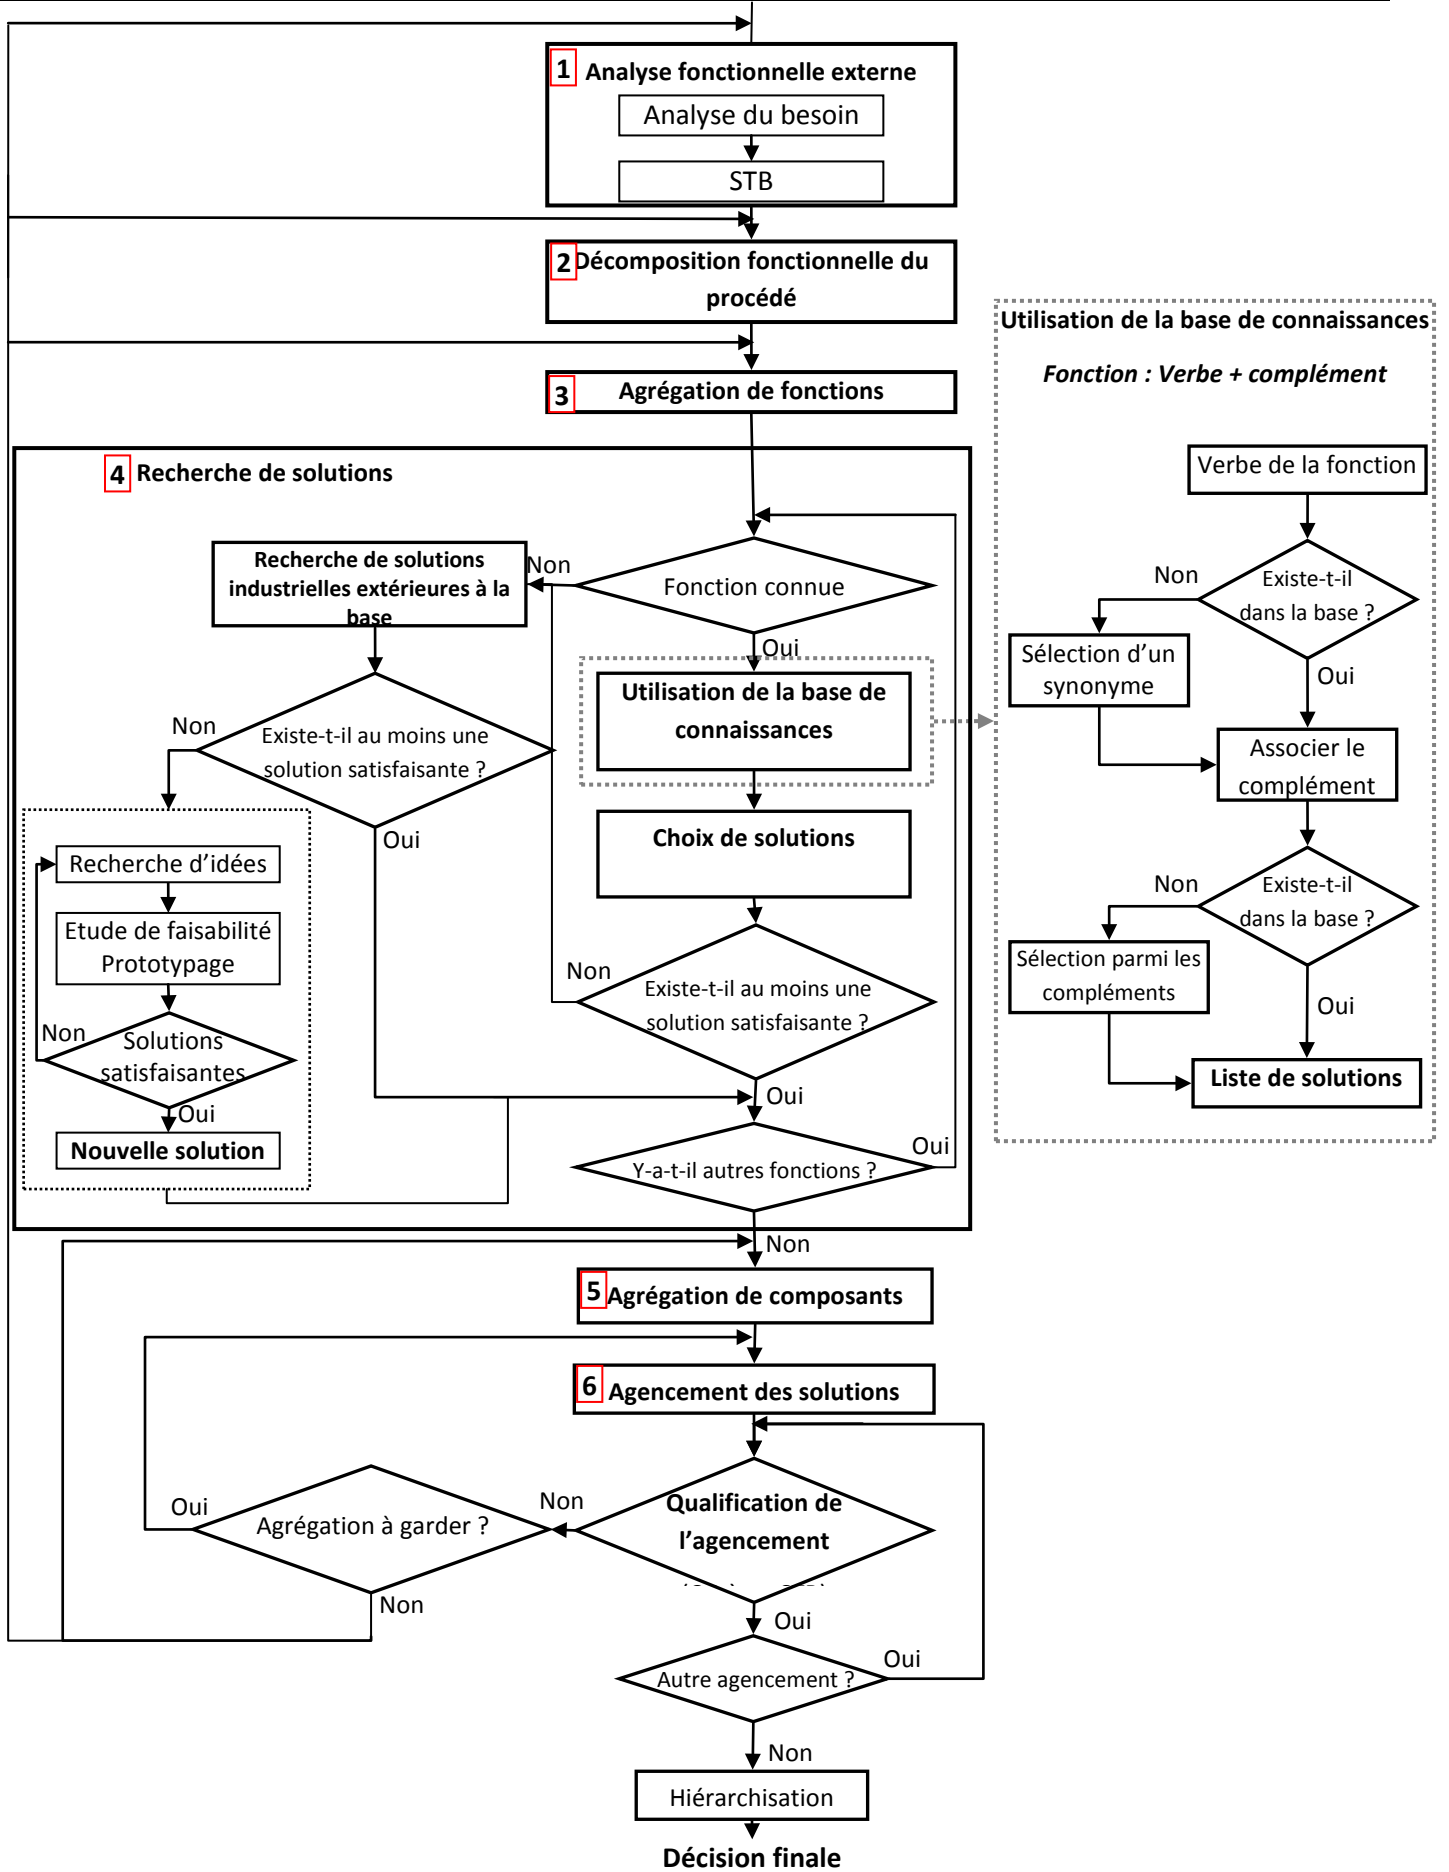 1 Analyse fonctionnelle externe
Analyse du besoin
STB
2 Décomposition fonctionnelle du
procédé
3 Agrégation de fonctions
4 Recherche de solutions
Fonction connue
Non
Oui
Recherche de solutions
industrielles extérieures à la
base
Existe-t-il au moins une
solution satisfaisante ?
Non
Oui
Recherche d'idées
Etude de faisabilité
Prototypage
Solutions
satisfaisantes
Non
Oui
Nouvelle solution
Utilisation de la base de
connaissances
Choix de solutions
Existe-t-il au moins une
solution satisfaisante ?
Non
Oui
Y-a-t-il autres fonctions ?
Oui
Non
5 Agrégation de composants
6 Agencement des solutions
Qualification de
l'agencement
Non
Oui
Agrégation à garder ?
Oui
Non
Autre agencement ?
Oui
Non
Hiérarchisation
Décision finale
Utilisation de la base de connaissances
Fonction : Verbe + complément
Verbe de la fonction
Existe-t-il
dans la base ?
Non
Oui
Sélection d'un
synonyme
Associer le
complément
Existe-t-il
dans la base ?
Non
Oui
Sélection parmi les
compléments
Liste de solutions